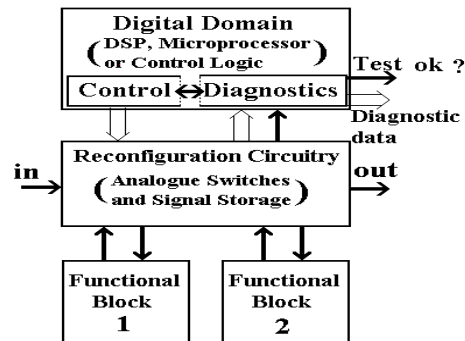 Digital Domain
(DSP, Microprocessor
or Control Logic)
Control
Diagnostics
Test ok ?
Diagnostic
data
Reconfiguration Circuitry
in
out
(Analogue Switches
and Signal Storage)
Functional
Block
1
Functional
Block
2